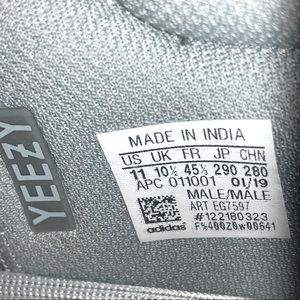 YEEZY
MADE IN INDIA
US UK FR JP CHN
11 10½ 45⅓ 290 280
APC 011001 01/19
MALE/MALE
ART EG7597
#122180323
adidas F%400Z0W00641